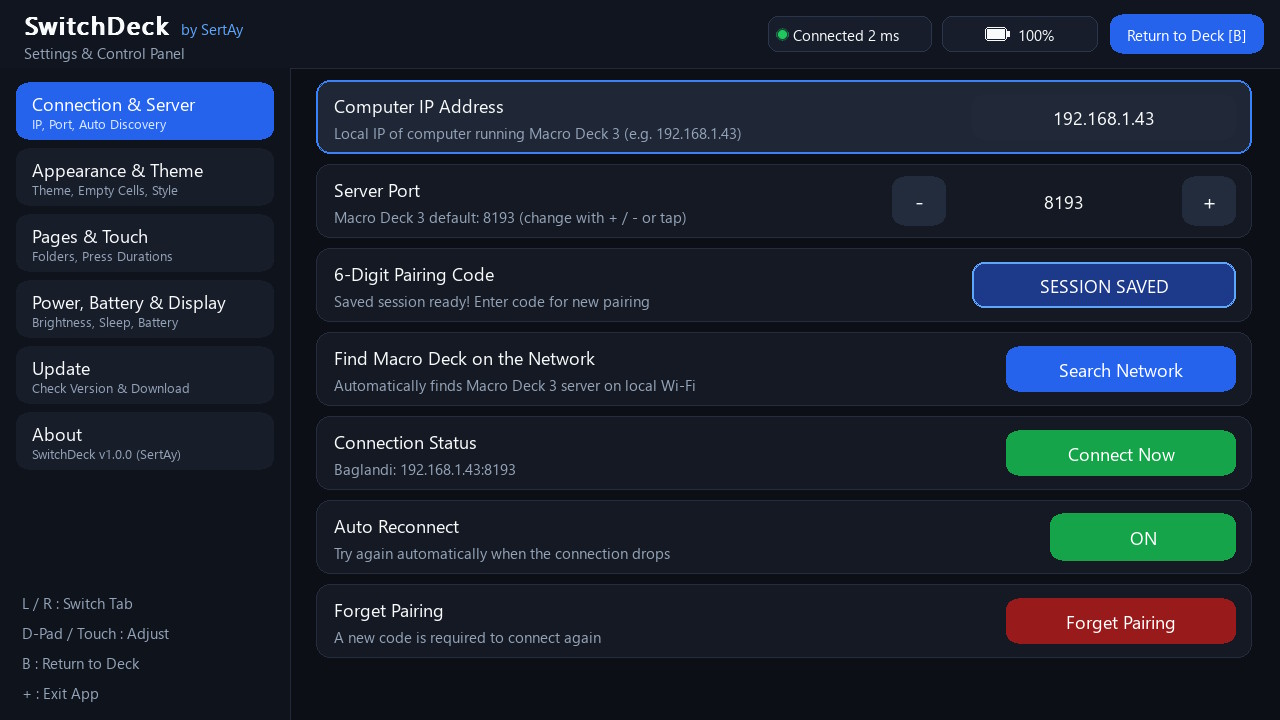 SwitchDeck by SertAy
Settings & Control Panel
Connected 2 ms
100%
Return to Deck [B]
Connection & Server
IP, Port, Auto Discovery
Appearance & Theme
Theme, Empty Cells, Style
Pages & Touch
Folders, Press Durations
Power, Battery & Display
Brightness, Sleep, Battery
Update
Check Version & Download
About
SwitchDeck v1.0.0 (SertAy)
L / R : Switch Tab
D-Pad / Touch : Adjust
B : Return to Deck
+ : Exit App
Computer IP Address
Local IP of computer running Macro Deck 3 (e.g. 192.168.1.43)
192.168.1.43
Server Port
Macro Deck 3 default: 8193 (change with + / - or tap)
- 8193 +
6-Digit Pairing Code
Saved session ready! Enter code for new pairing
SESSION SAVED
Find Macro Deck on the Network
Automatically finds Macro Deck 3 server on local Wi-Fi
Search Network
Connection Status
Baglandi: 192.168.1.43:8193
Connect Now
Auto Reconnect
Try again automatically when the connection drops
ON
Forget Pairing
A new code is required to connect again
Forget Pairing